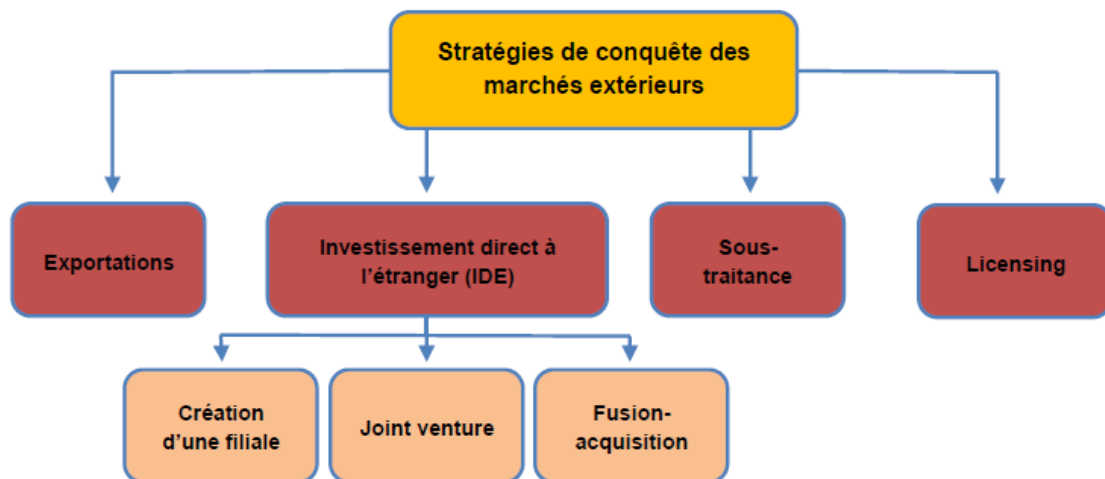 Stratégies de conquête des
marchés extérieurs
Exportations
Investissement direct à
l’étranger (IDE)
Sous-
traitance
Licensing
Création
d’une filiale
Joint venture
Fusion-
acquisition